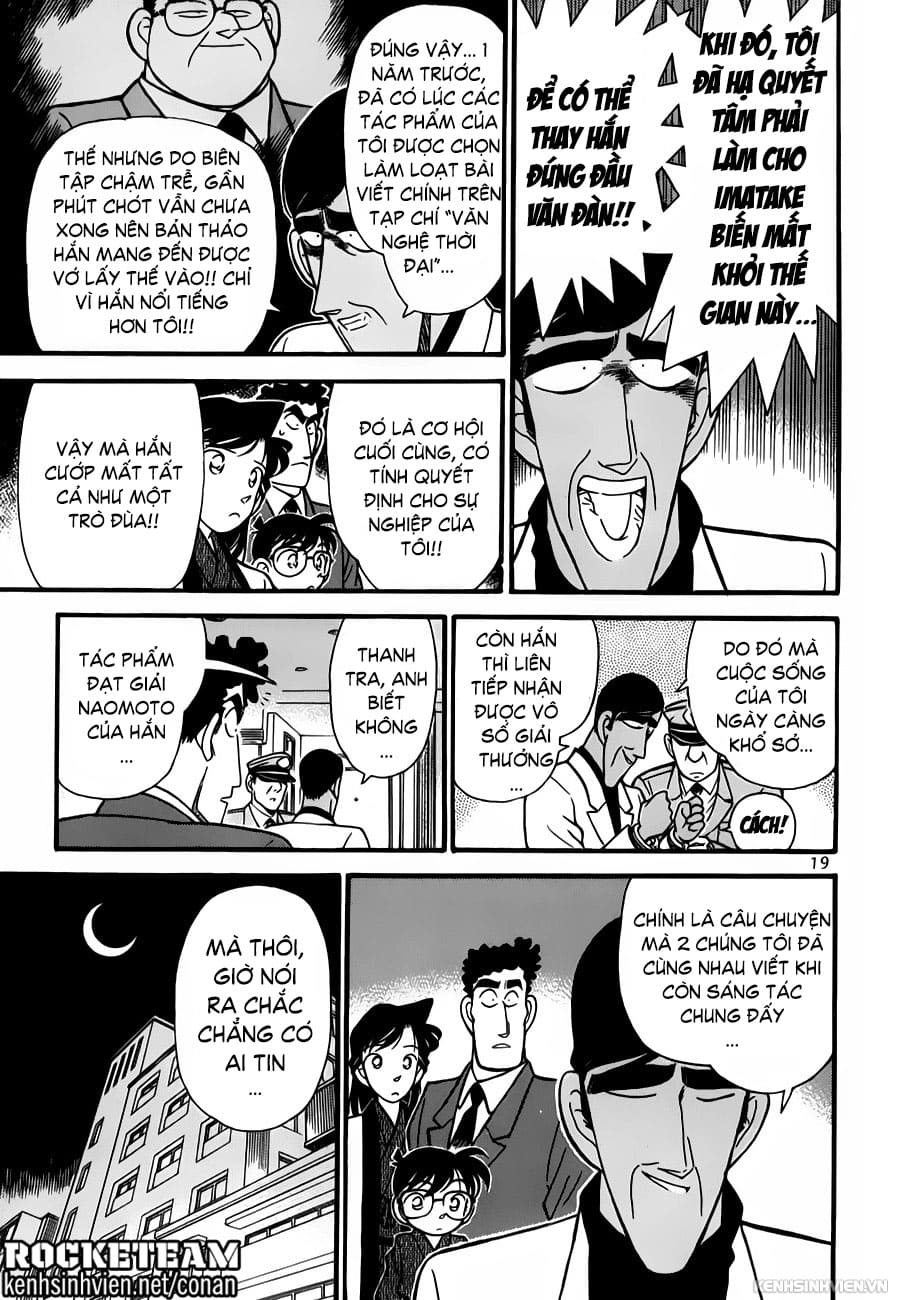 KHI ĐÓ, TÔI
ĐÃ HẠ QUYẾT
TÂM PHẢI
LÀM CHO
IMATAKE
BIẾN MẤT
KHỎI THẾ
GIAN NÀY...
ĐỂ CÓ THỂ
THAY HẮN
ĐỨNG ĐẦU
VĂN ĐÀN!!
ĐÚNG VẬY... 1
NĂM TRƯỚC,
ĐÃ CÓ LÚC CÁC
TÁC PHẨM CỦA
TÔI ĐƯỢC CHỌN
LÀM LOẠT BÀI
VIẾT CHÍNH TRÊN
TẠP CHÍ "VĂN
NGHỆ THỜI
ĐẠI"...
THẾ NHƯNG DO BIÊN
TẬP CHẬM TRỄ, GẦN
PHÚT CHÓT VẪN CHƯA
XONG NÊN BẢN THẢO
HẮN MANG ĐẾN ĐƯỢC
VỚ LẤY THẾ VÀO!! CHỈ
VÌ HẮN NỔI TIẾNG
HƠN TÔI!!
ĐÓ LÀ CƠ HỘI
CUỐI CÙNG, CÓ
TÍNH QUYẾT
ĐỊNH CHO SỰ
NGHIỆP CỦA
TÔI!!
VẬY MÀ HẮN
CƯỚP MẤT TẤT
CẢ NHƯ MỘT
TRÒ ĐÙA!!
DO ĐÓ MÀ
CUỘC SỐNG
CỦA TÔI
NGÀY CÀNG
KHỔ SỞ...
CÒN HẮN
THÌ LIÊN
TIẾP NHẬN
ĐƯỢC VÔ
SỐ GIẢI
THƯỞNG
...
CÁCH!
THANH
TRA, ANH
BIẾT
KHÔNG
...
TÁC PHẨM
ĐẠT GIẢI
NAOMOTO
CỦA HẮN
...
19
CHÍNH LÀ CÂU CHUYỆN
MÀ 2 CHÚNG TÔI ĐÃ
CÙNG NHAU VIẾT KHI
CÒN SÁNG TÁC
CHUNG ĐẤY
...
MÀ THÔI,
GIỜ NÓI
RA CHẮC
CHẲNG CÓ
AI TIN
...
ROCKETEAM
kenhsinhvien.net/conan
KENHSINHVIEN.VN